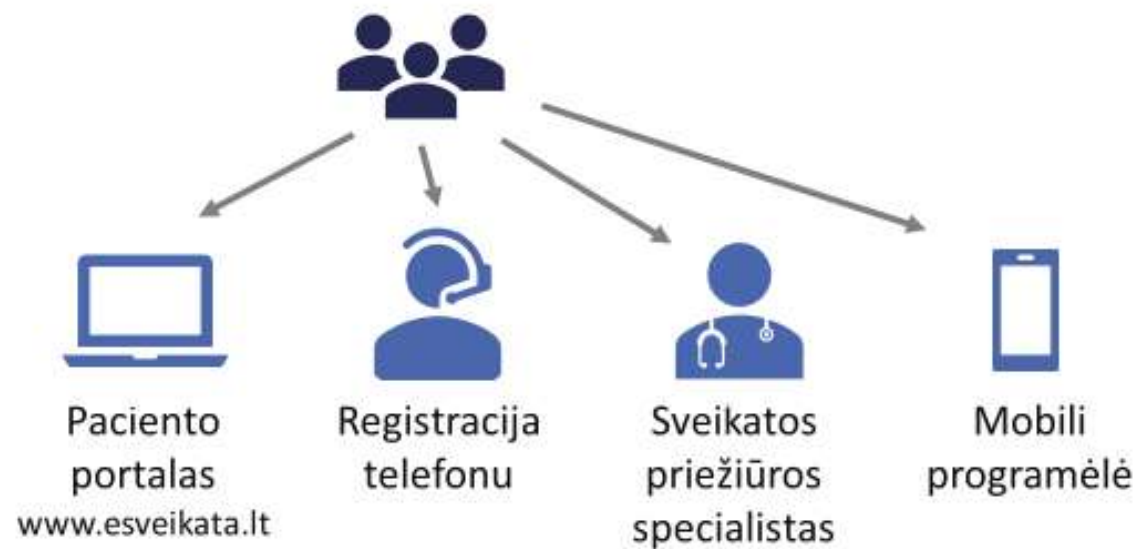 Paciento
portalas
www.esveikata.lt
Registracija
telefonu
Sveikatos
priežiūros
specialistas
Mobili
programėlė